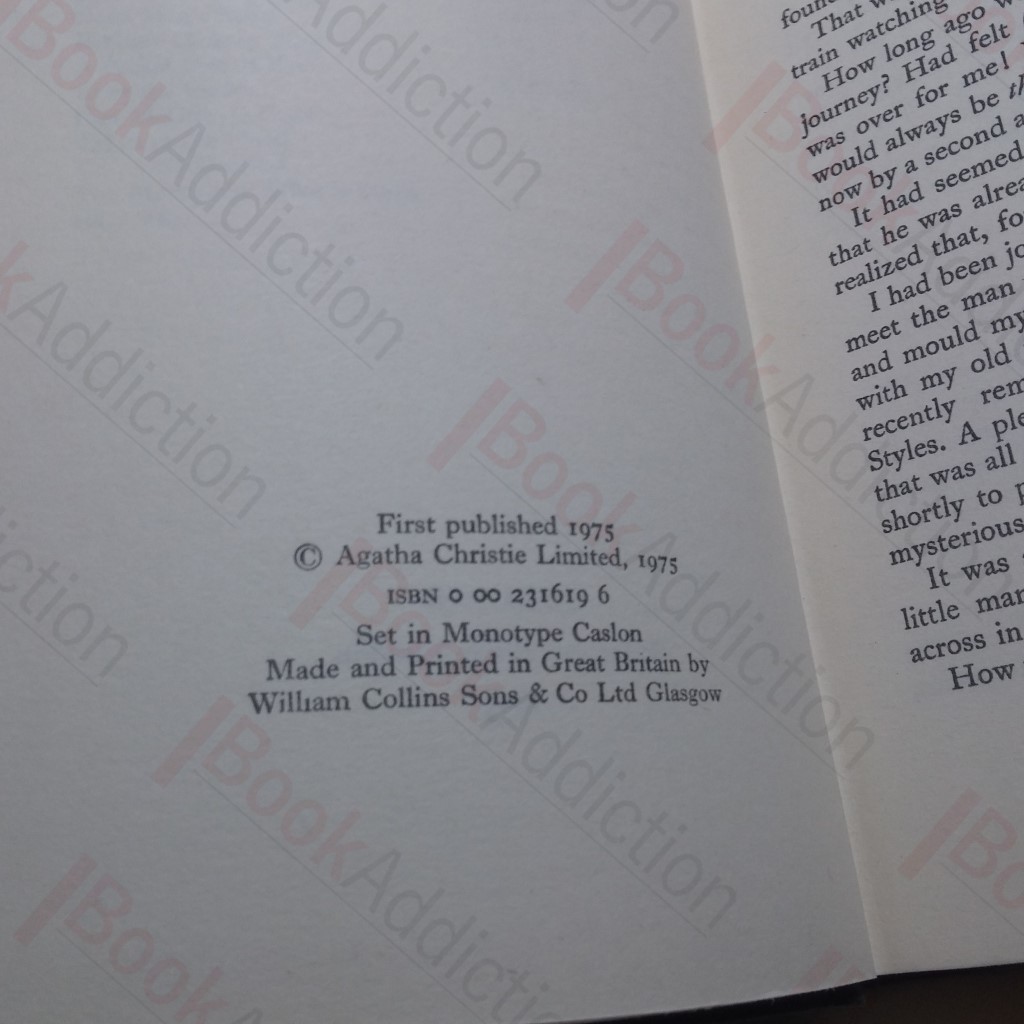 First published 1975
© Agatha Christie Limited, 1975
ISBN 0 00 231619 6
Set in Monotype Caslon
Made and Printed in Great Britain by
William Collins Sons & Co Ltd Glasgow
That
train watching
How long ago
journey? Had felt
was over for me!
would always be
now by a second
It had seemed
that he was
realized that,
I had been
meet the man
and mould my
with my old
recently
Styles. A
that was all
shortly to
mysterious
It was
little
across in
How
BookAddiction